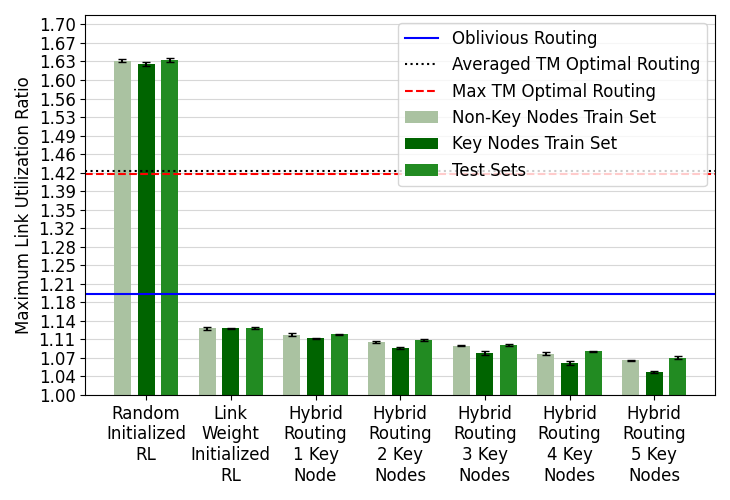 Maximum Link Utilization Ratio
1.70
1.67
1.63
1.60
1.56
1.53
1.49
1.46
1.42
1.39
1.35
1.32
1.28
1.25
1.21
1.18
1.14
1.11
1.07
1.04
1.00
Oblivious Routing
Averaged TM Optimal Routing
Max TM Optimal Routing
Non-Key Nodes Train Set
Key Nodes Train Set
Test Sets
Random
Initialized
RL
Link
Weight
Initialized
RL
Hybrid
Routing
1 Key
Node
Hybrid
Routing
2 Key
Nodes
Hybrid
Routing
3 Key
Nodes
Hybrid
Routing
4 Key
Nodes
Hybrid
Routing
5 Key
Nodes